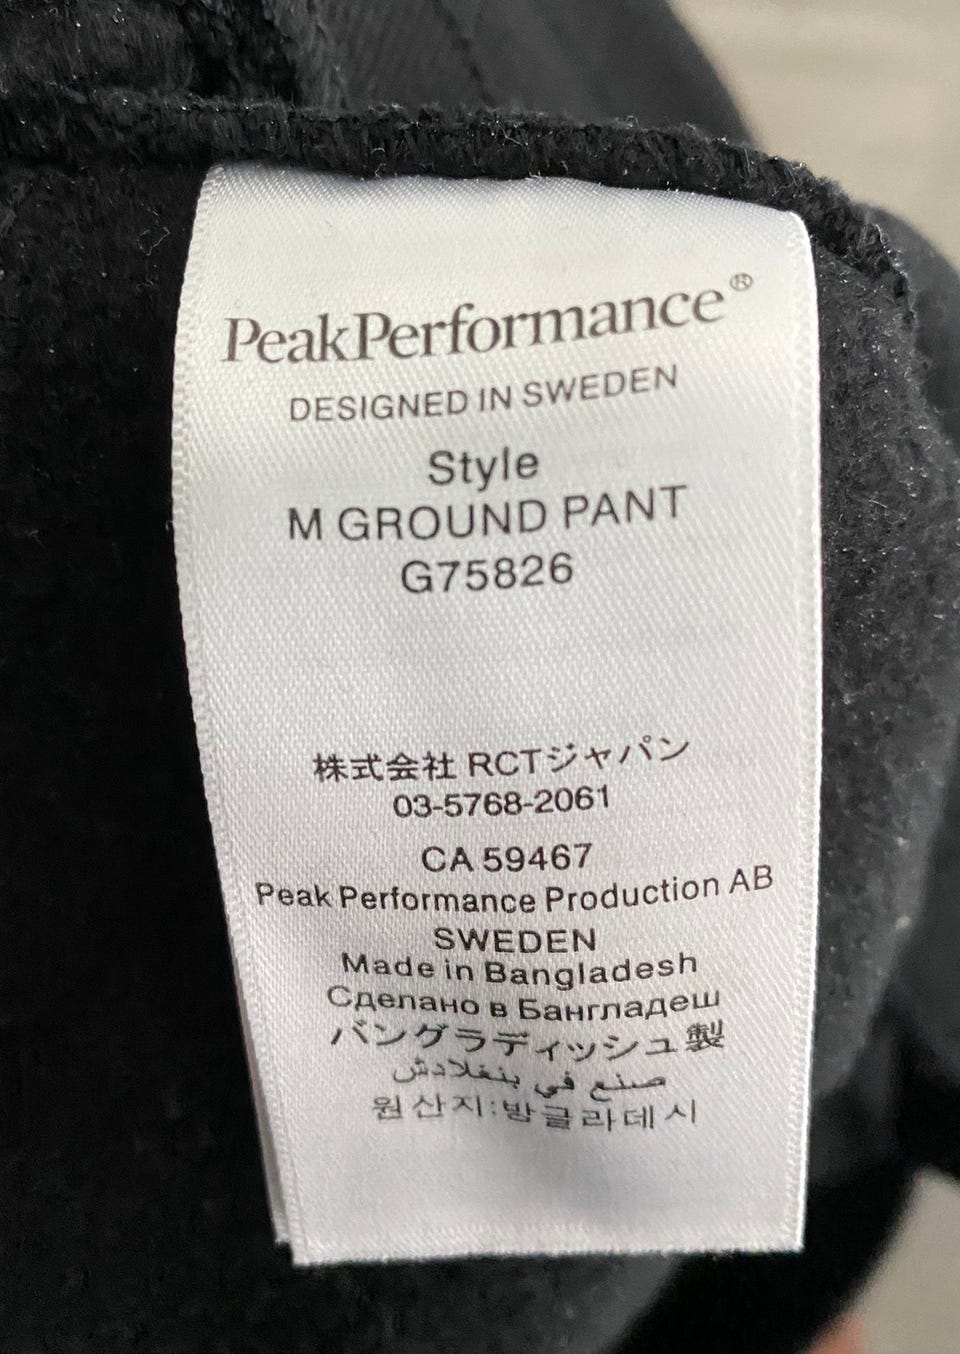 PeakPerformance®
DESIGNED IN SWEDEN
Style
M GROUND PANT
G75826
株式会社 RCTジャパン
03-5768-2061
CA 59467
Peak Performance Production AB
SWEDEN
Made in Bangladesh
Сделано в Бангладеш
バングラディッシュ製
صنع في بنغلادش
원산지:방글라데시